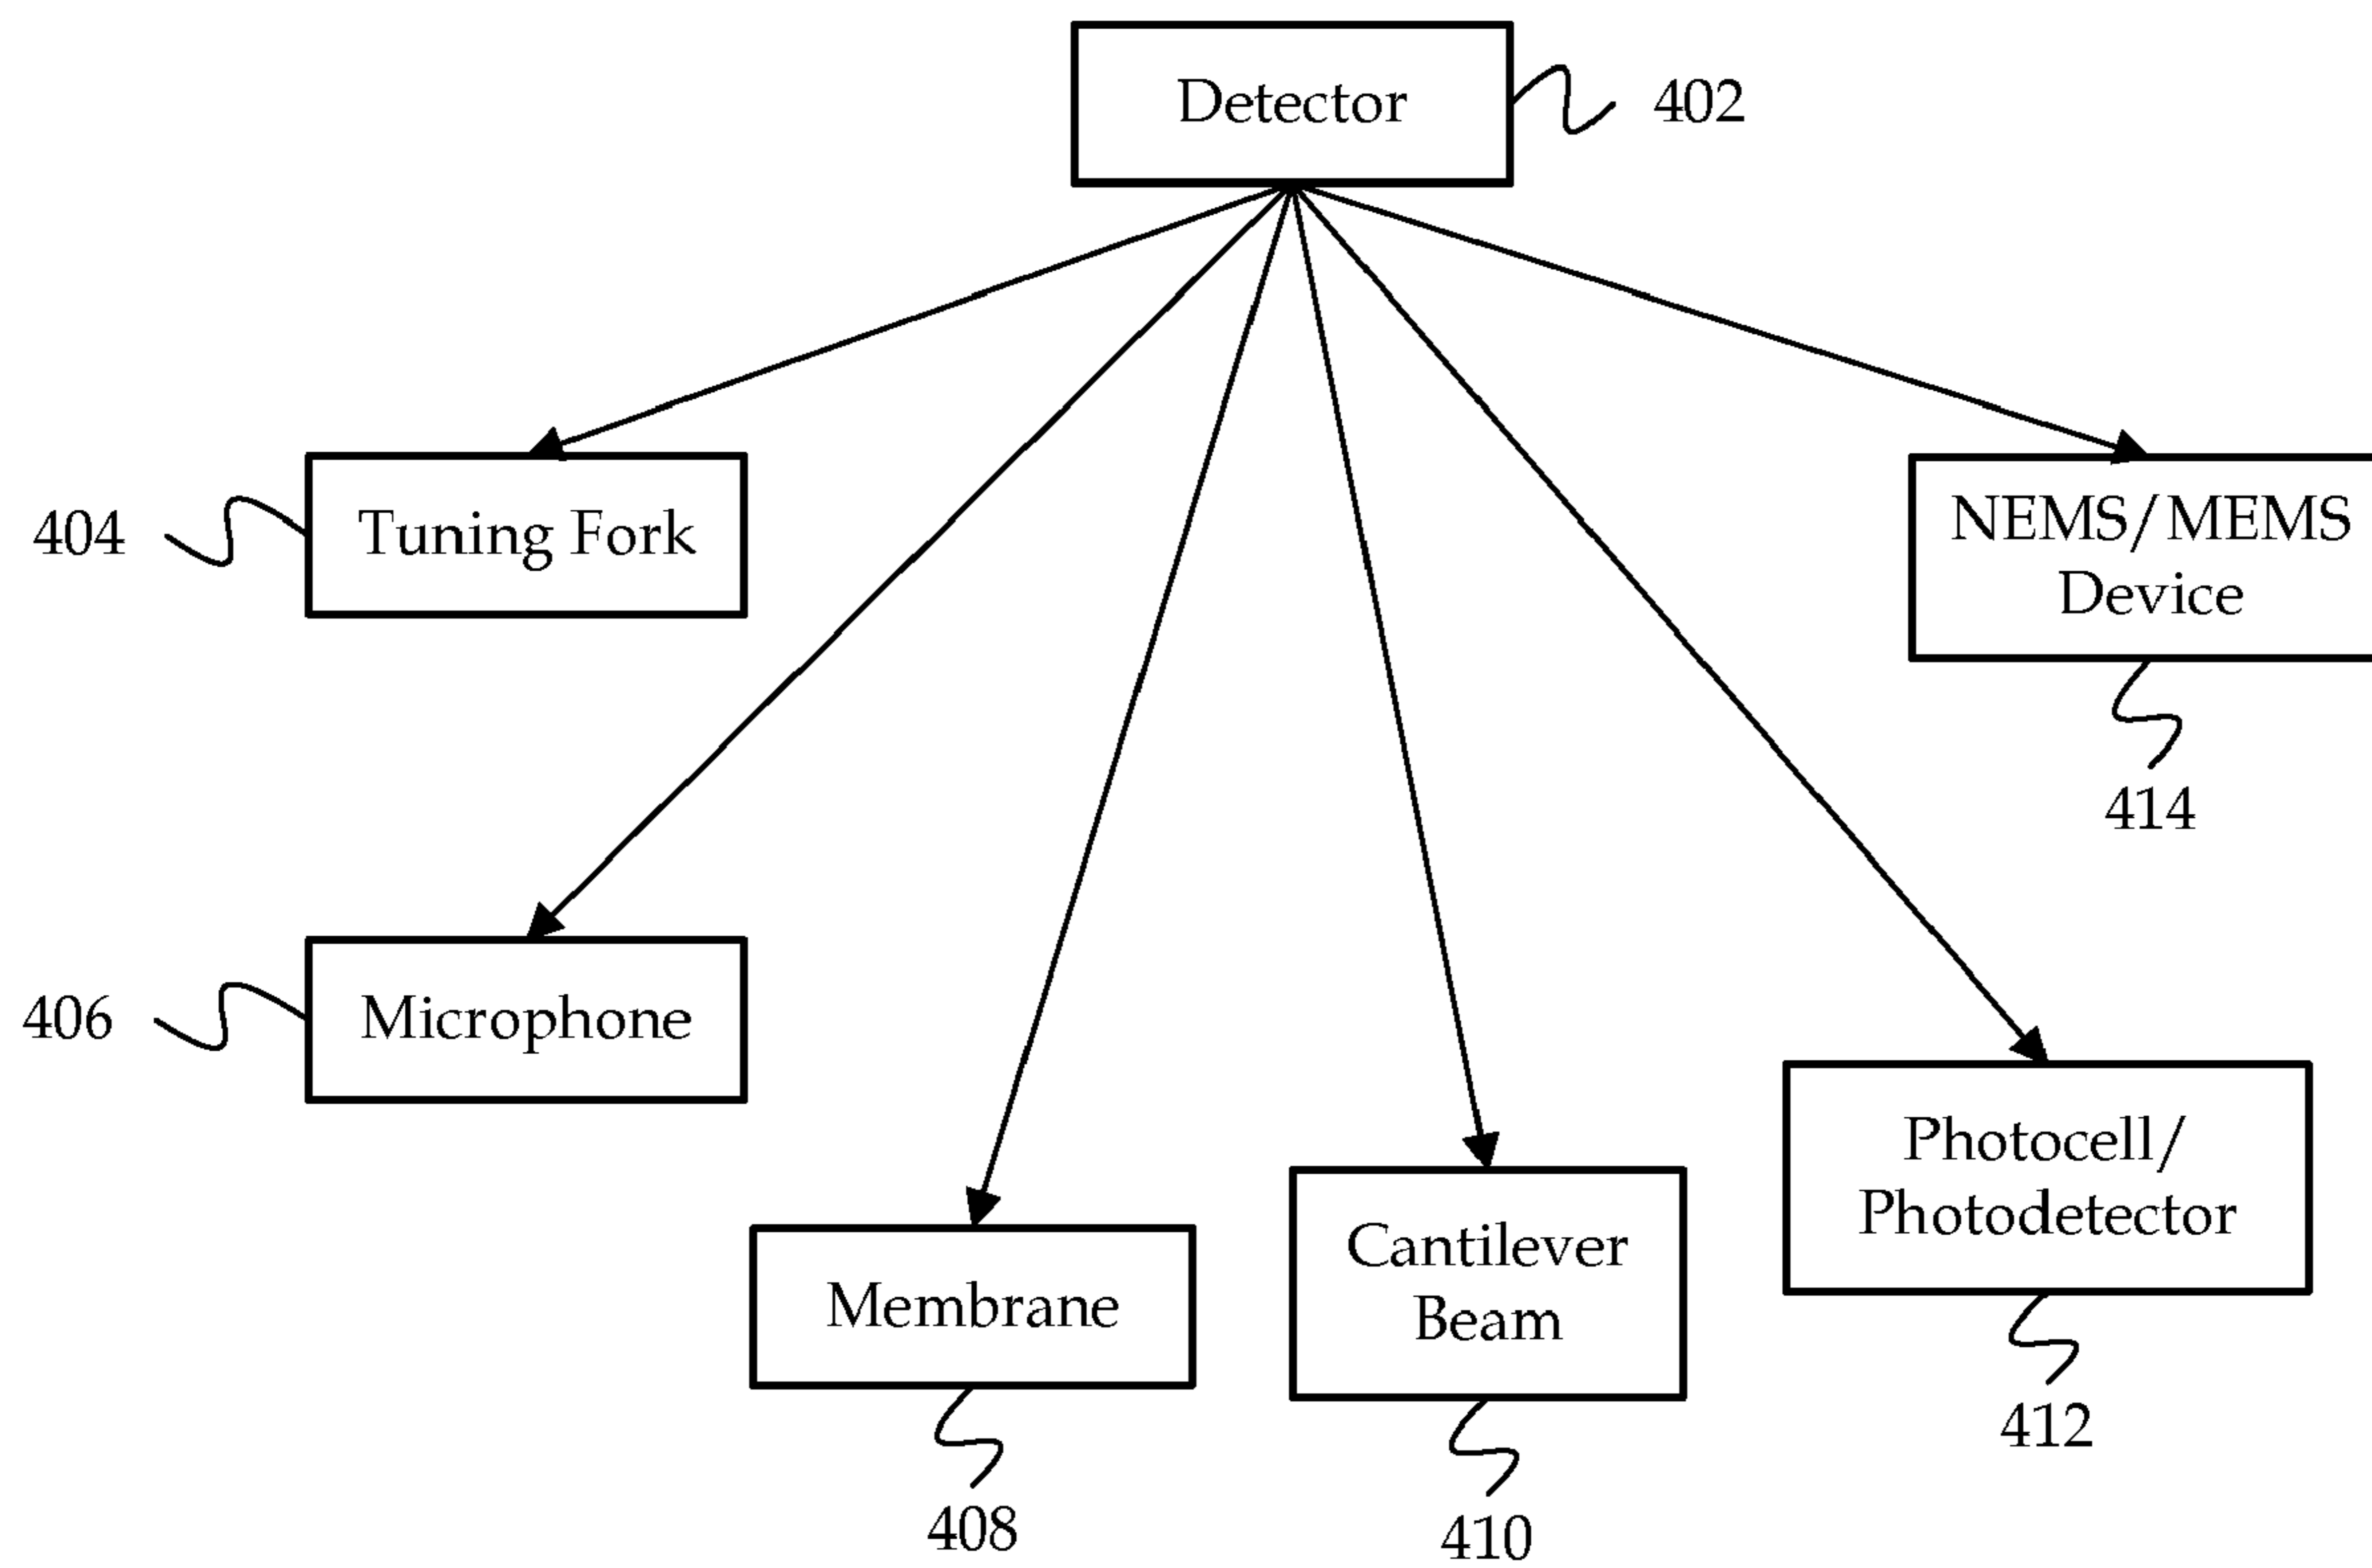 Detector
402
404
Tuning Fork
NEMS/MEMS
Device
414
406
Microphone
Membrane
408
Cantilever
Beam
410
Photocell/
Photodetector
412